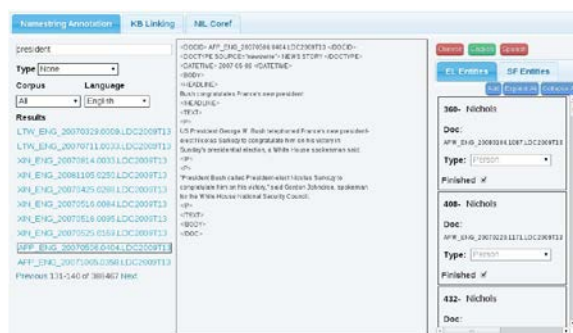 Namestring Annotation
KB Linking
NIL Coref
president
Type None
Corpus Language
All English
Results
LTW_ENG_20070329.0009.LDC2009T13
LTW_ENG_20070711.0033.LDC2009T13
XIN_ENG_20070814.0033.LDC2009T13
XIN_ENG_20061105.0250.LDC2009T13
XIN_ENG_20070425.0298.LDC2009T13
XIN_ENG_20070516.0084.LDC2009T13
XIN_ENG_20070516.0095.LDC2009T13
XIN_ENG_20070525.0163.LDC2009T13
AFP_ENG_20070506.0404.LDC2009T13
AFP_ENG_20071005.0358.LDC2009T13
Previous 131-140 of 388467 Next
<DOCID> AFP_ENG_20070506.0404.LDC2009T13 </DOCID>
<DOCTYPE SOURCE="newswire"> NEWS STORY </DOCTYPE>
<DATETIME> 2007-05-06 </DATETIME>
<BODY>
<HEADLINE>
Bush congratulates France's new president
</HEADLINE>
<TEXT>
<P>
US President George W. Bush telephoned France's new president-
elect Nicolas Sarkozy to congratulate him on his victory in
Sunday's presidential election, a White House spokesman said.
</P>
<P>
"President Bush called President-elect Nicolas Sarkozy to
congratulate him on his victory," said Gordon Johndroe, spokesman
for the White House National Security Council.
</P>
</TEXT>
</BODY>
</DOC>
EL Entities
SF Entities
Add Expand All Collapse
360- Nichols
Doc:
Type: Person
Finished
408- Nichols
Doc:
Type: Person
Finished
432- Nichols
Doc: